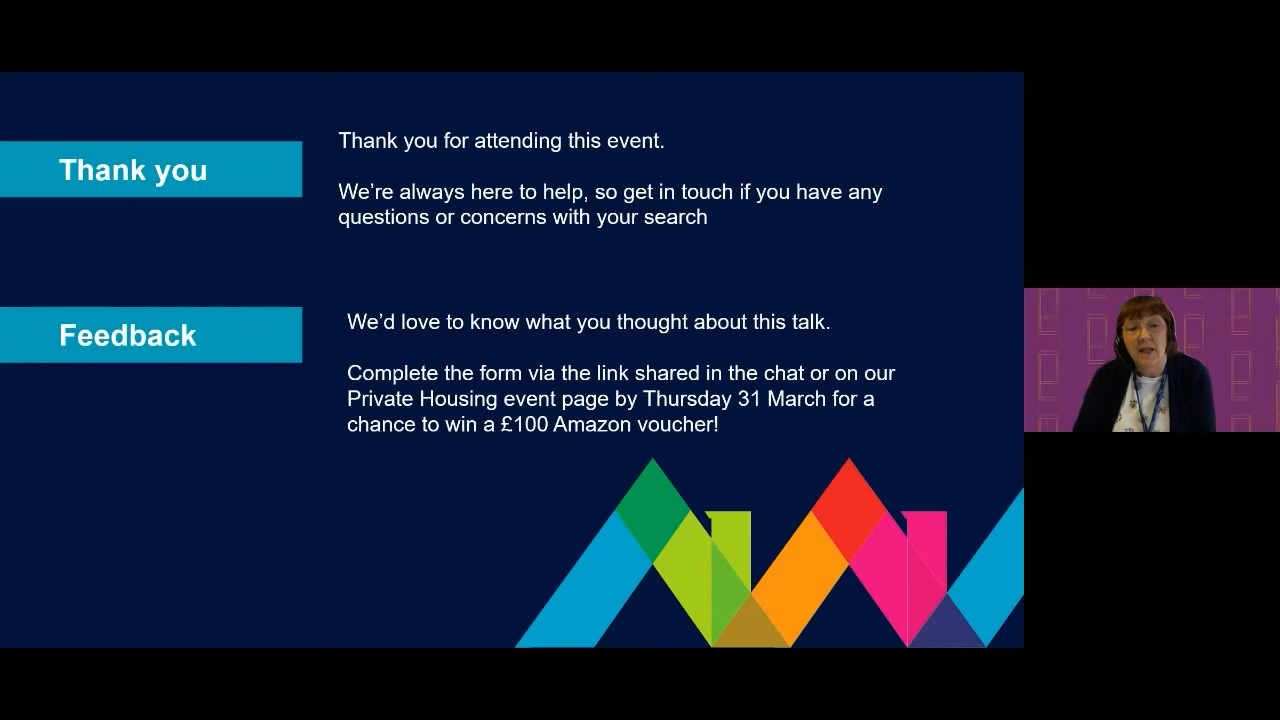 Thank you
Thank you for attending this event.
We’re always here to help, so get in touch if you have any
questions or concerns with your search
Feedback
We’d love to know what you thought about this talk.
Complete the form via the link shared in the chat or on our
Private Housing event page by Thursday 31 March for a
chance to win a £100 Amazon voucher!